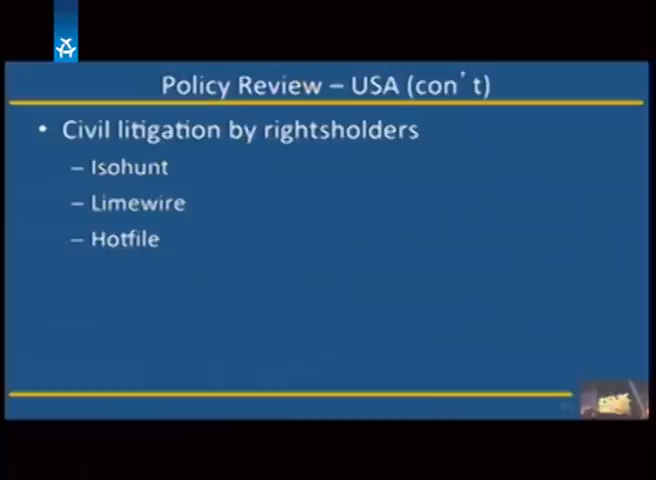 Policy Review – USA (con't)
• Civil litigation by rightsholders
– Isohunt
– Limewire
– Hotfile